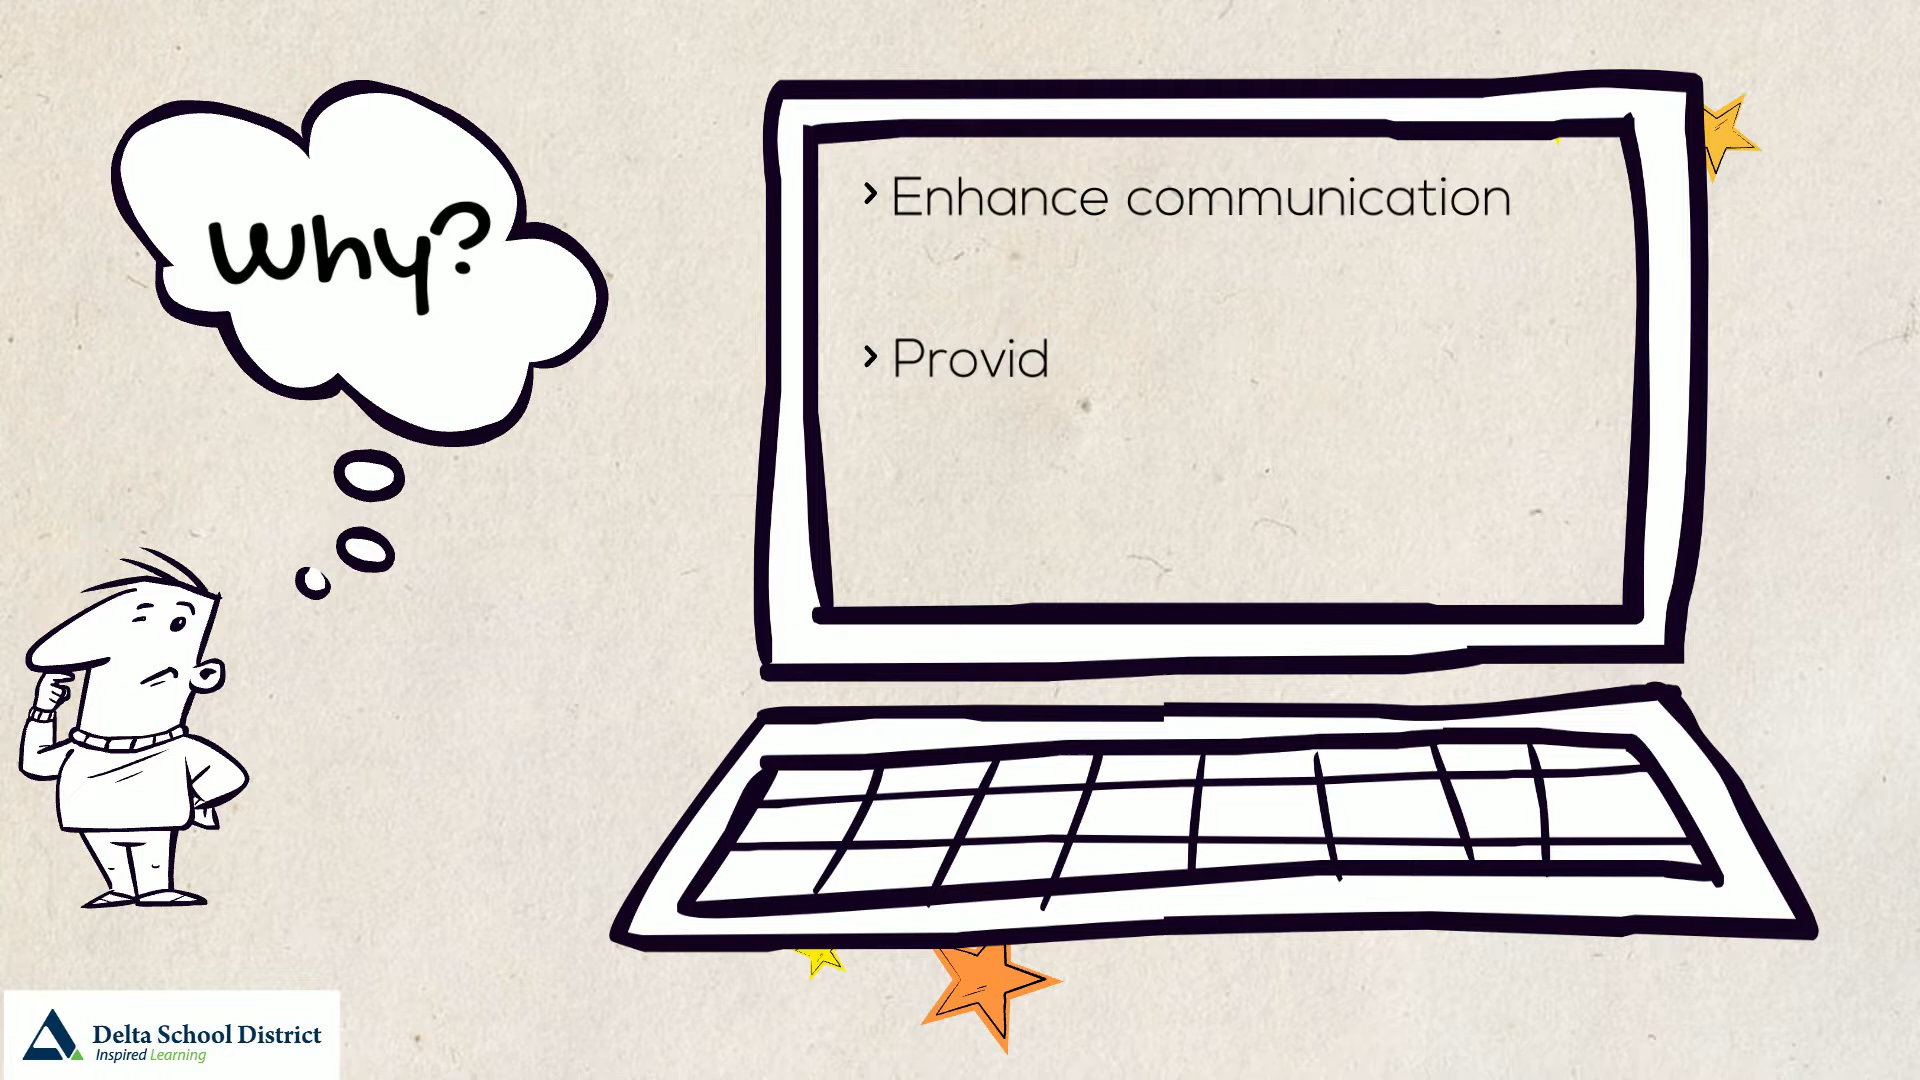 Why?
> Enhance communication
> Provid
Delta School District
Inspired Learning